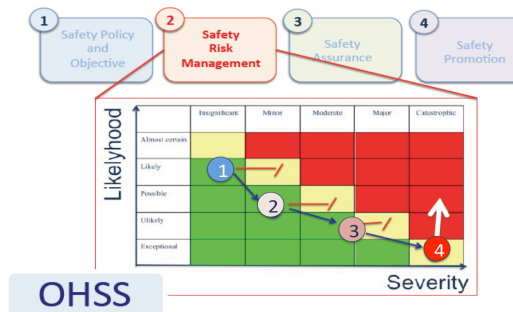 1
Safety Policy
and
Objective
2
Safety
Risk
Management
3
Safety
Assurance
4
Safety
Promotion
Likelyhood
Insignificant Minor Moderate Major Catastrophic
Almost certain
Likely
Possible
Ulikely
Exceptional
1
2
3
4
Severity
OHSS